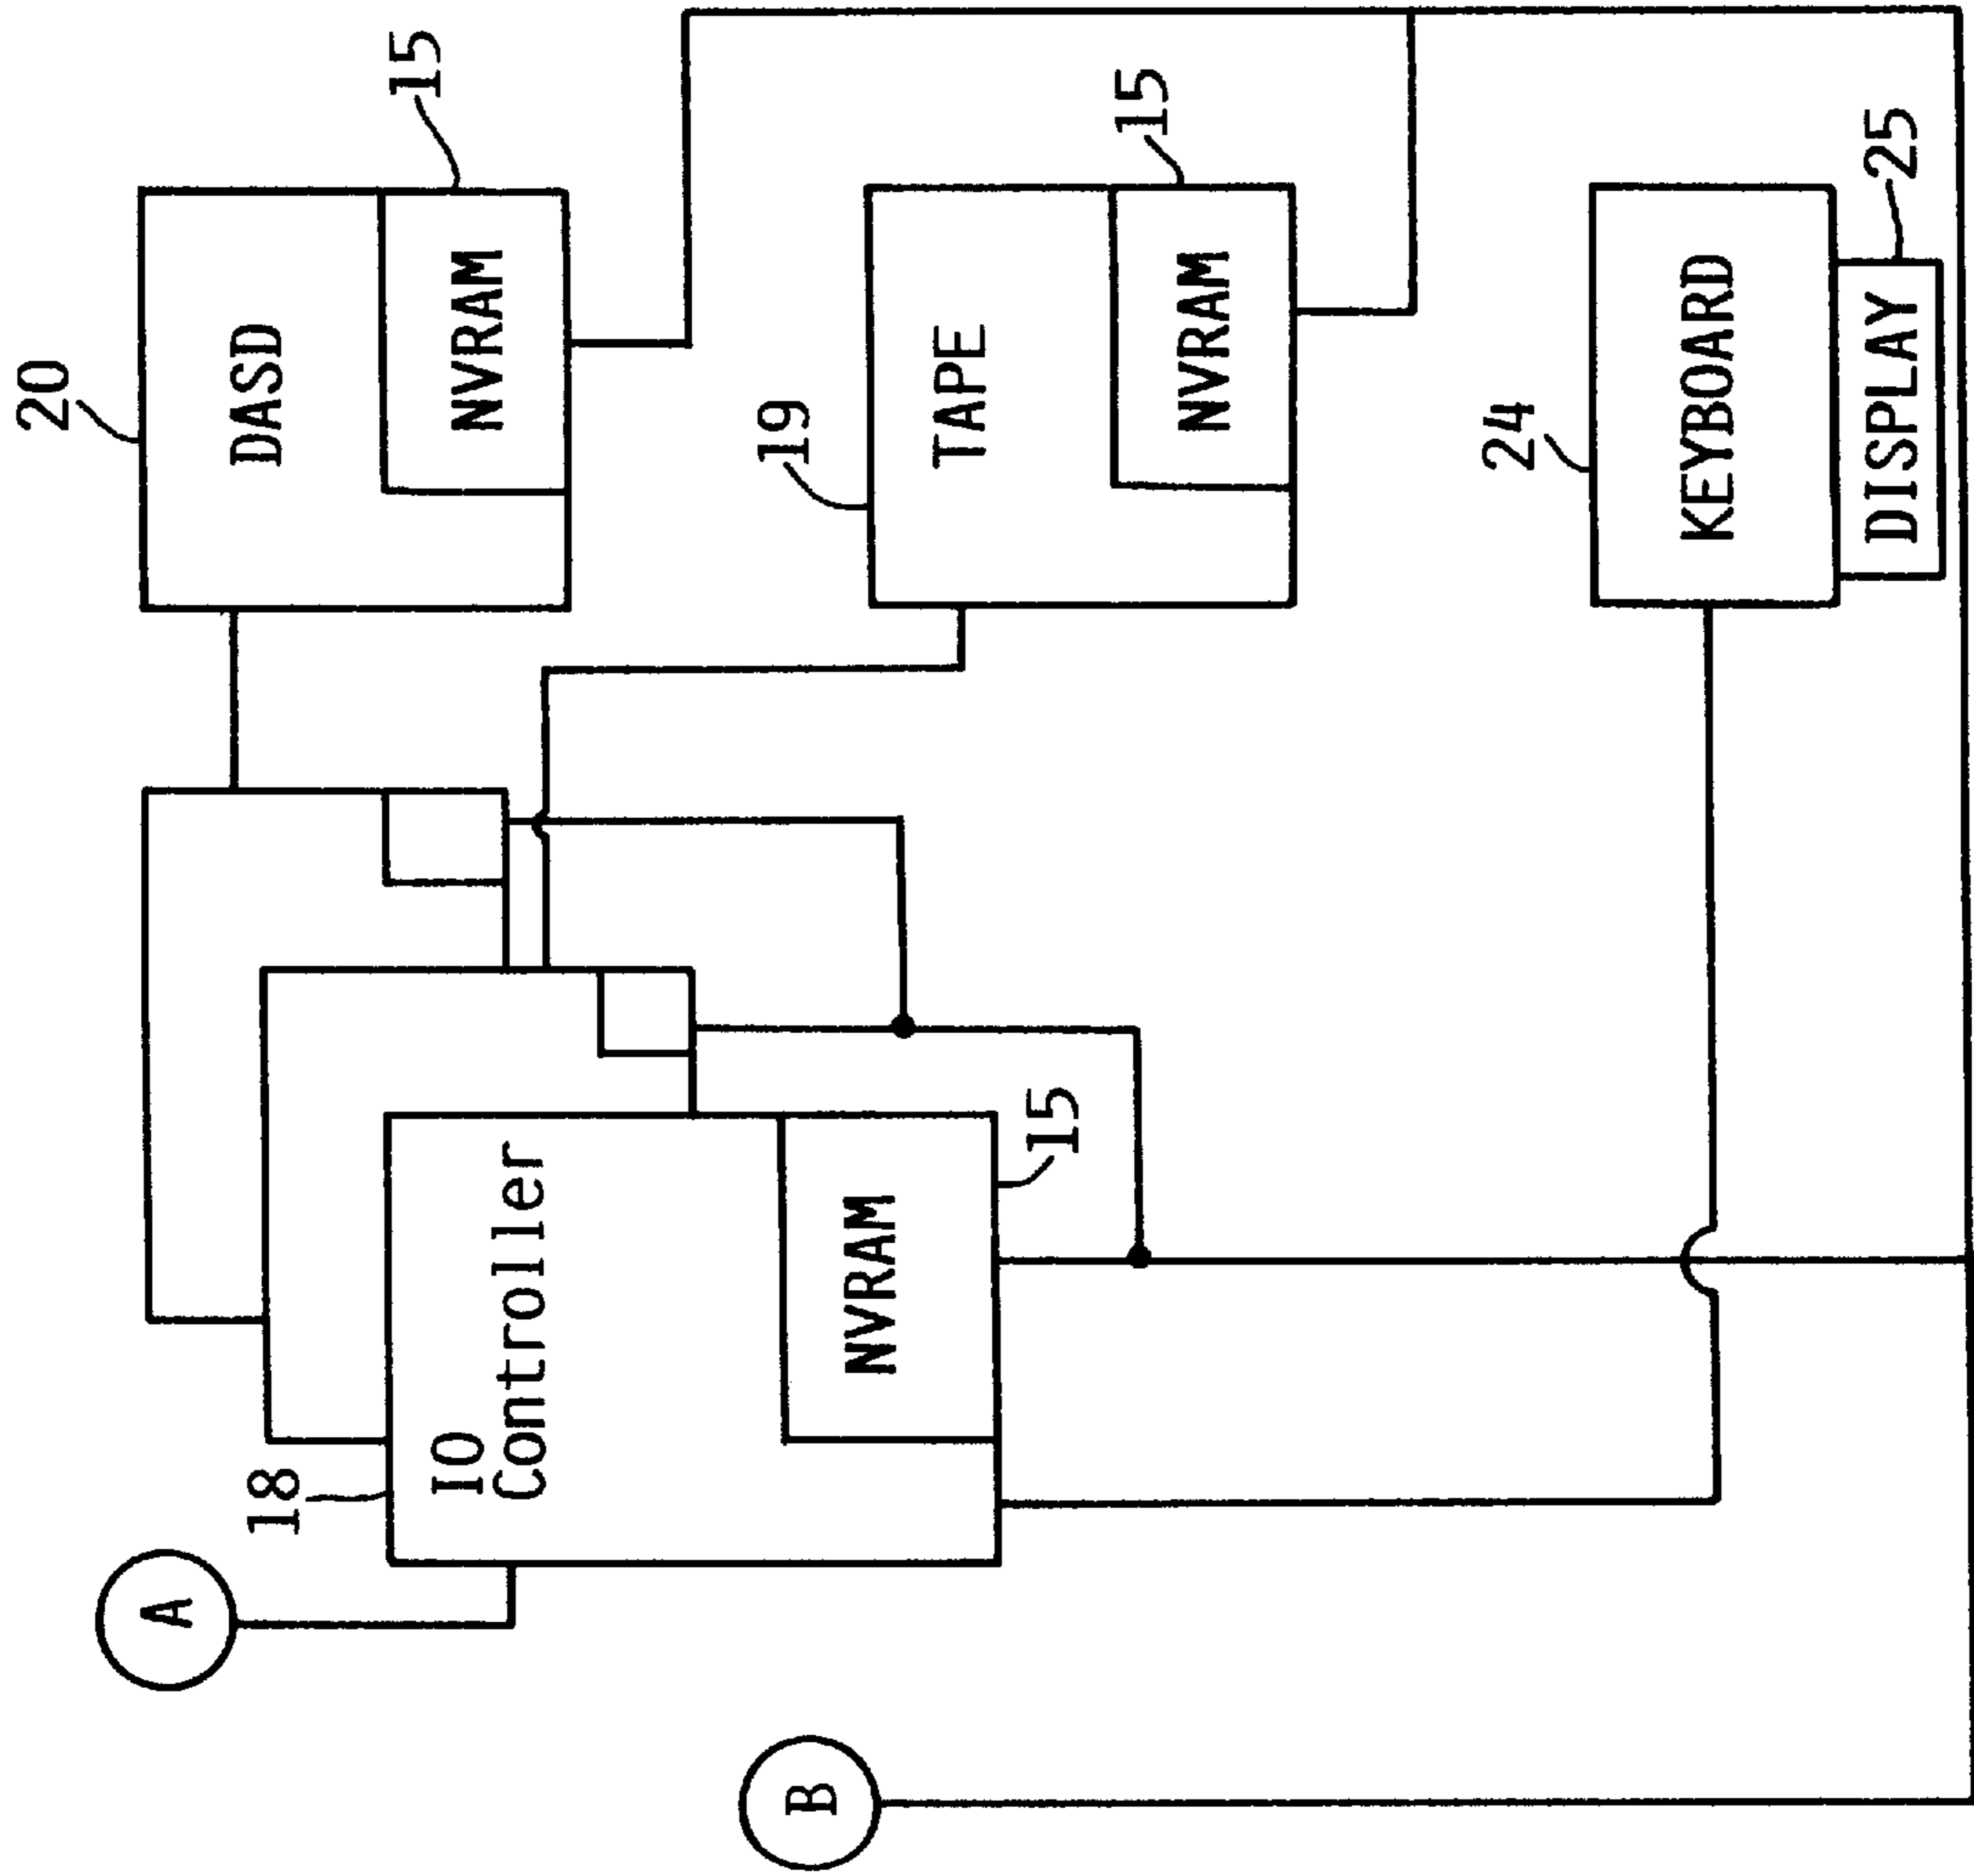 20
DASD
NVRAM
15
19
TAPE
NVRAM
15
24
KEYBOARD
DISPLAY
25
A
18
IO
Controller
NVRAM
15
B